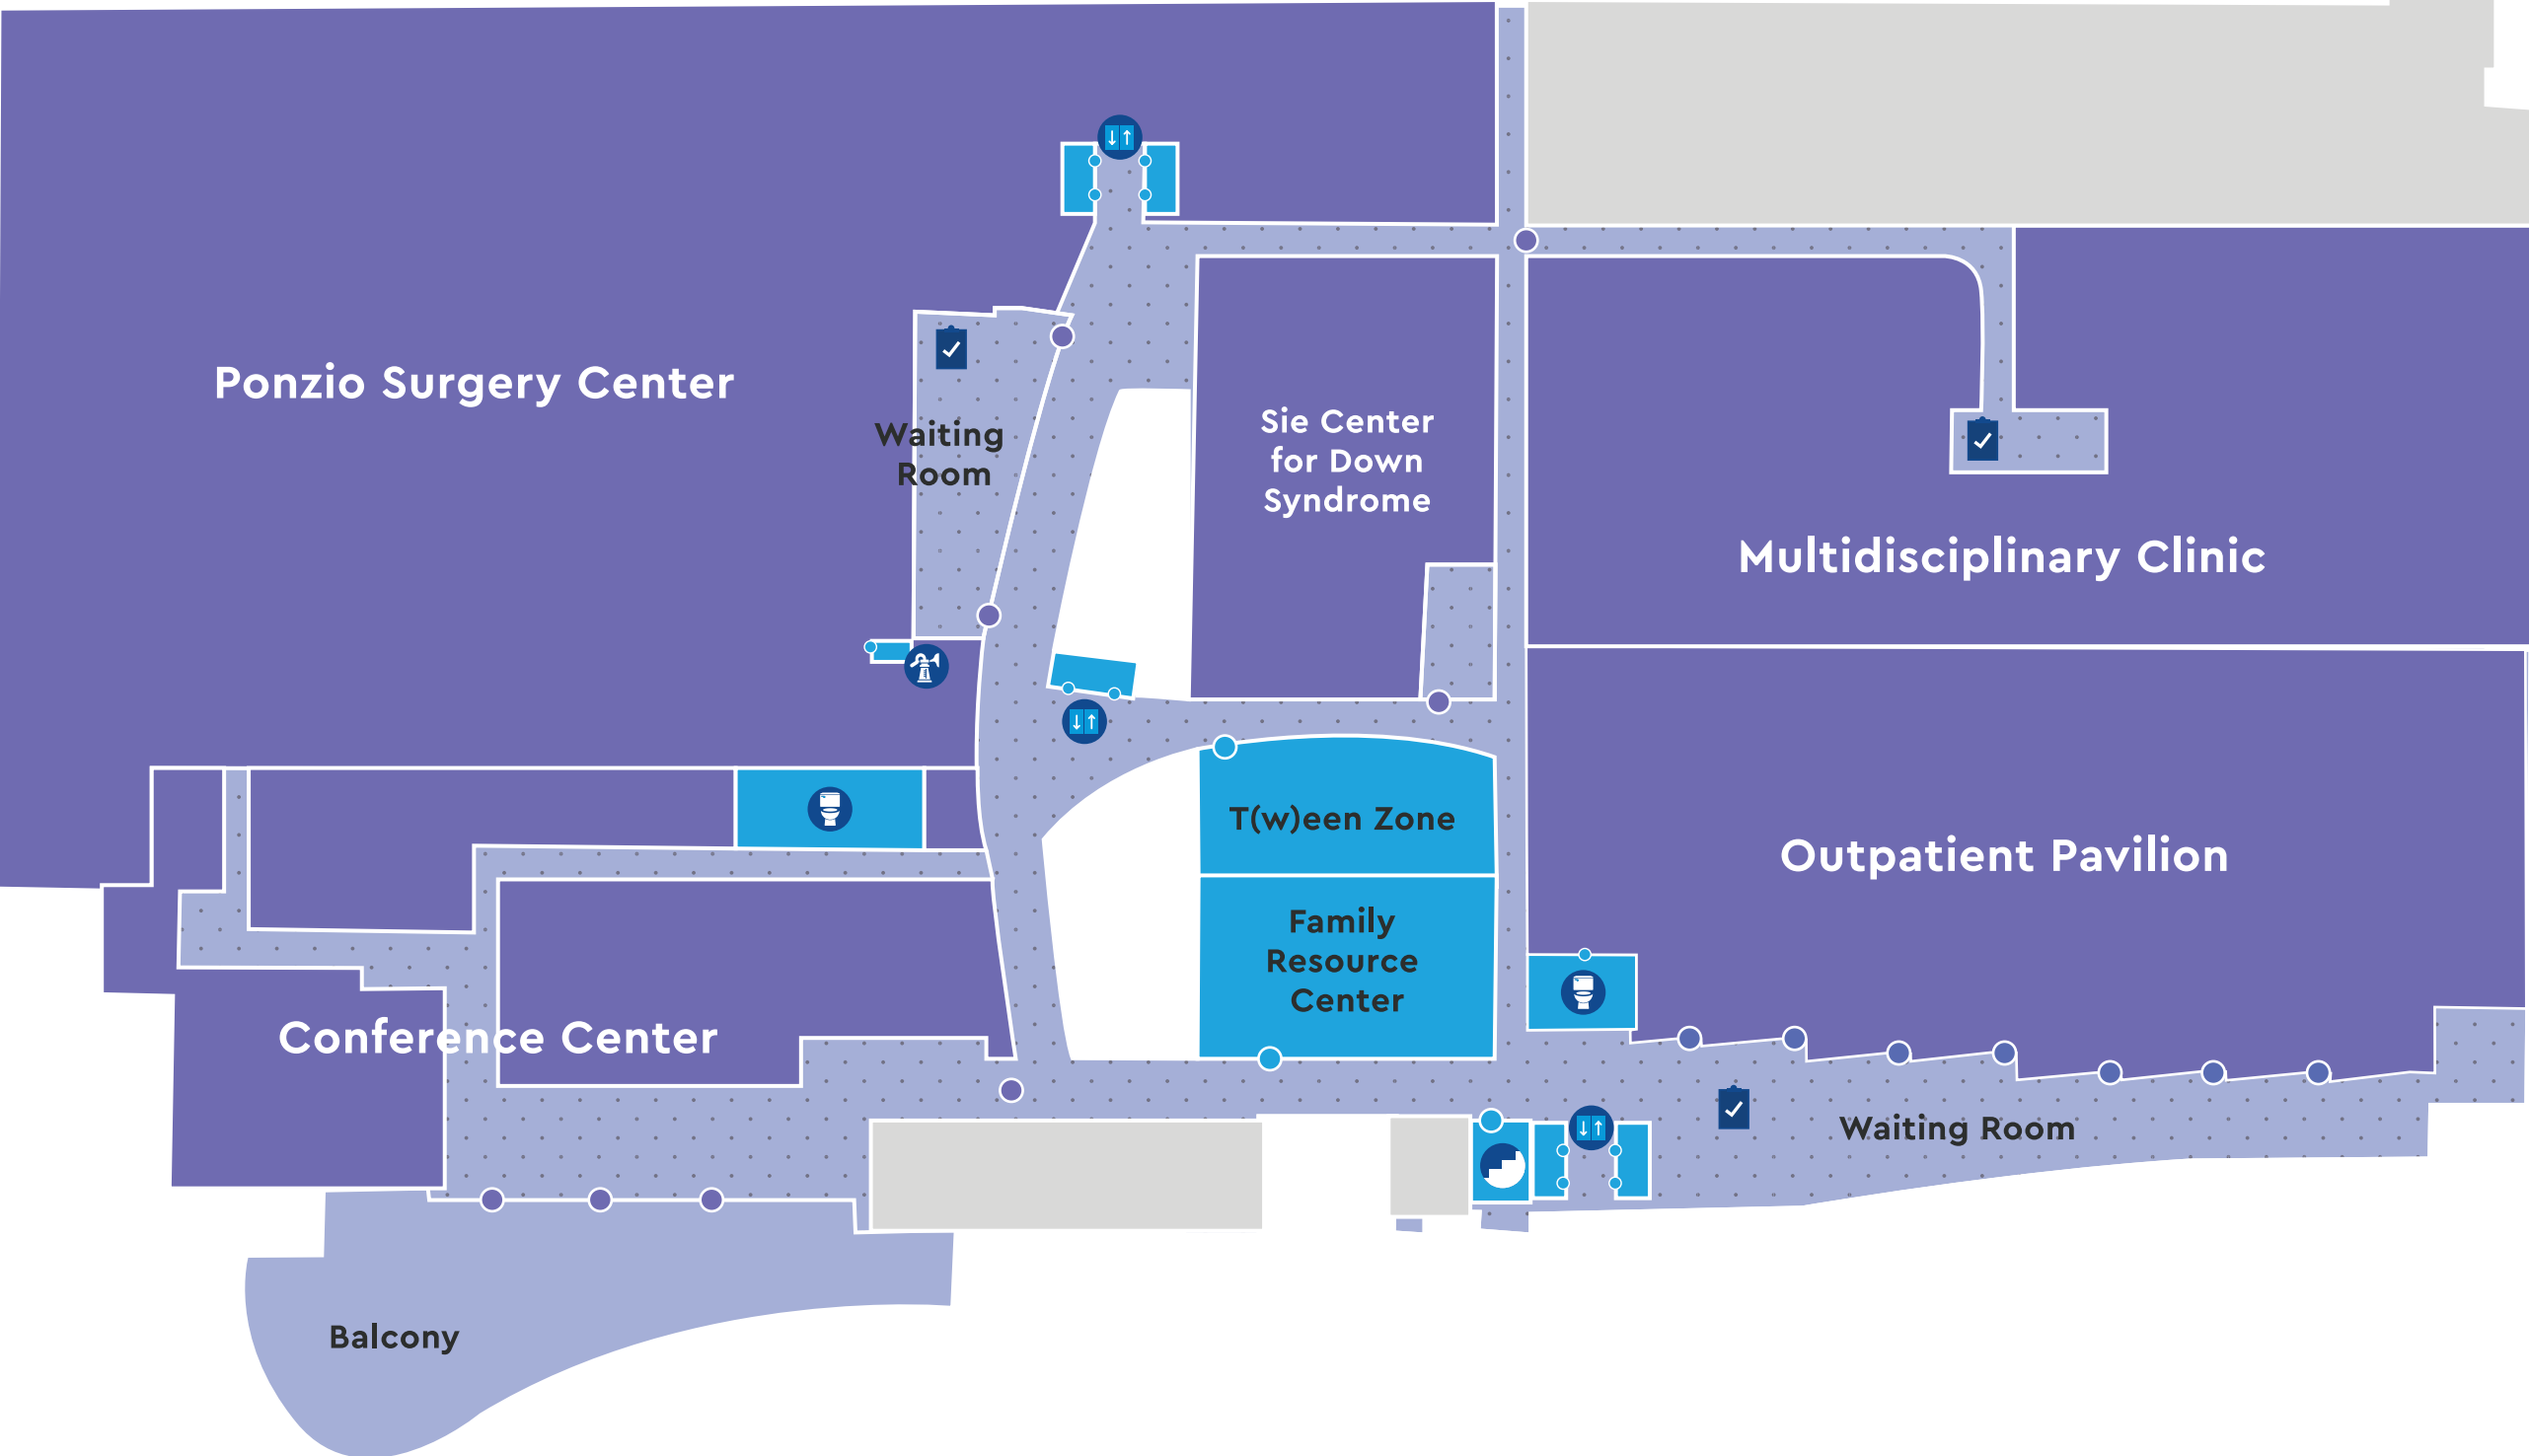 Ponzio Surgery Center
Waiting
Room
Sie Center
for Down
Syndrome
Multidisciplinary Clinic
T(w)een Zone
Family
Resource
Center
Outpatient Pavilion
Conference Center
Waiting Room
Balcony